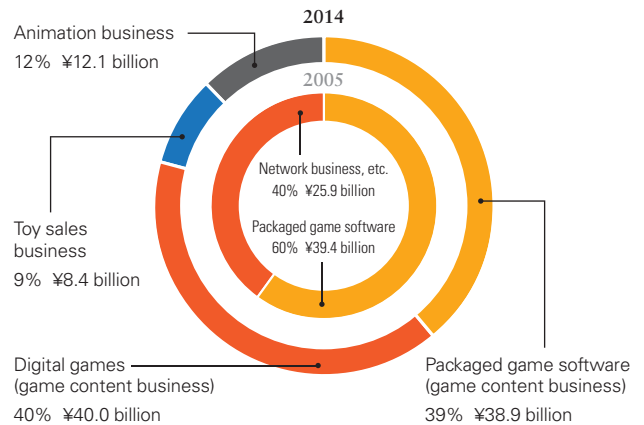 2014
Animation business
12% ¥12.1 billion
2005
Network business, etc.
40% ¥25.9 billion
Packaged game software
60% ¥39.4 billion
Toy sales
business
9% ¥8.4 billion
Digital games
(game content business)
40% ¥40.0 billion
Packaged game software
(game content business)
39% ¥38.9 billion